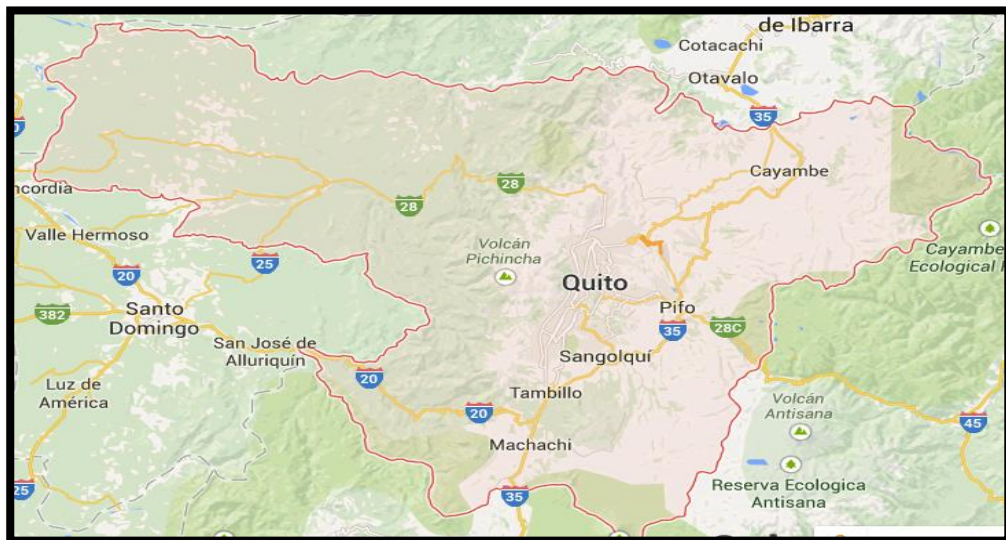 de Ibarra
Cotacachi
Otavalo
35
Cayambe
28
28
ncordia
Valle Hermoso
25
20
Volcán
Pichincha
Cayambe
Ecological
Quito
382
Santo
Domingo
Pifo
35
28C
San José de
Alluriquín
Sangolquí
20
Luz de
América
Tambillo
Volcán
Antisana
20
45
Machachi
Reserva Ecologica
Antisana
25
35